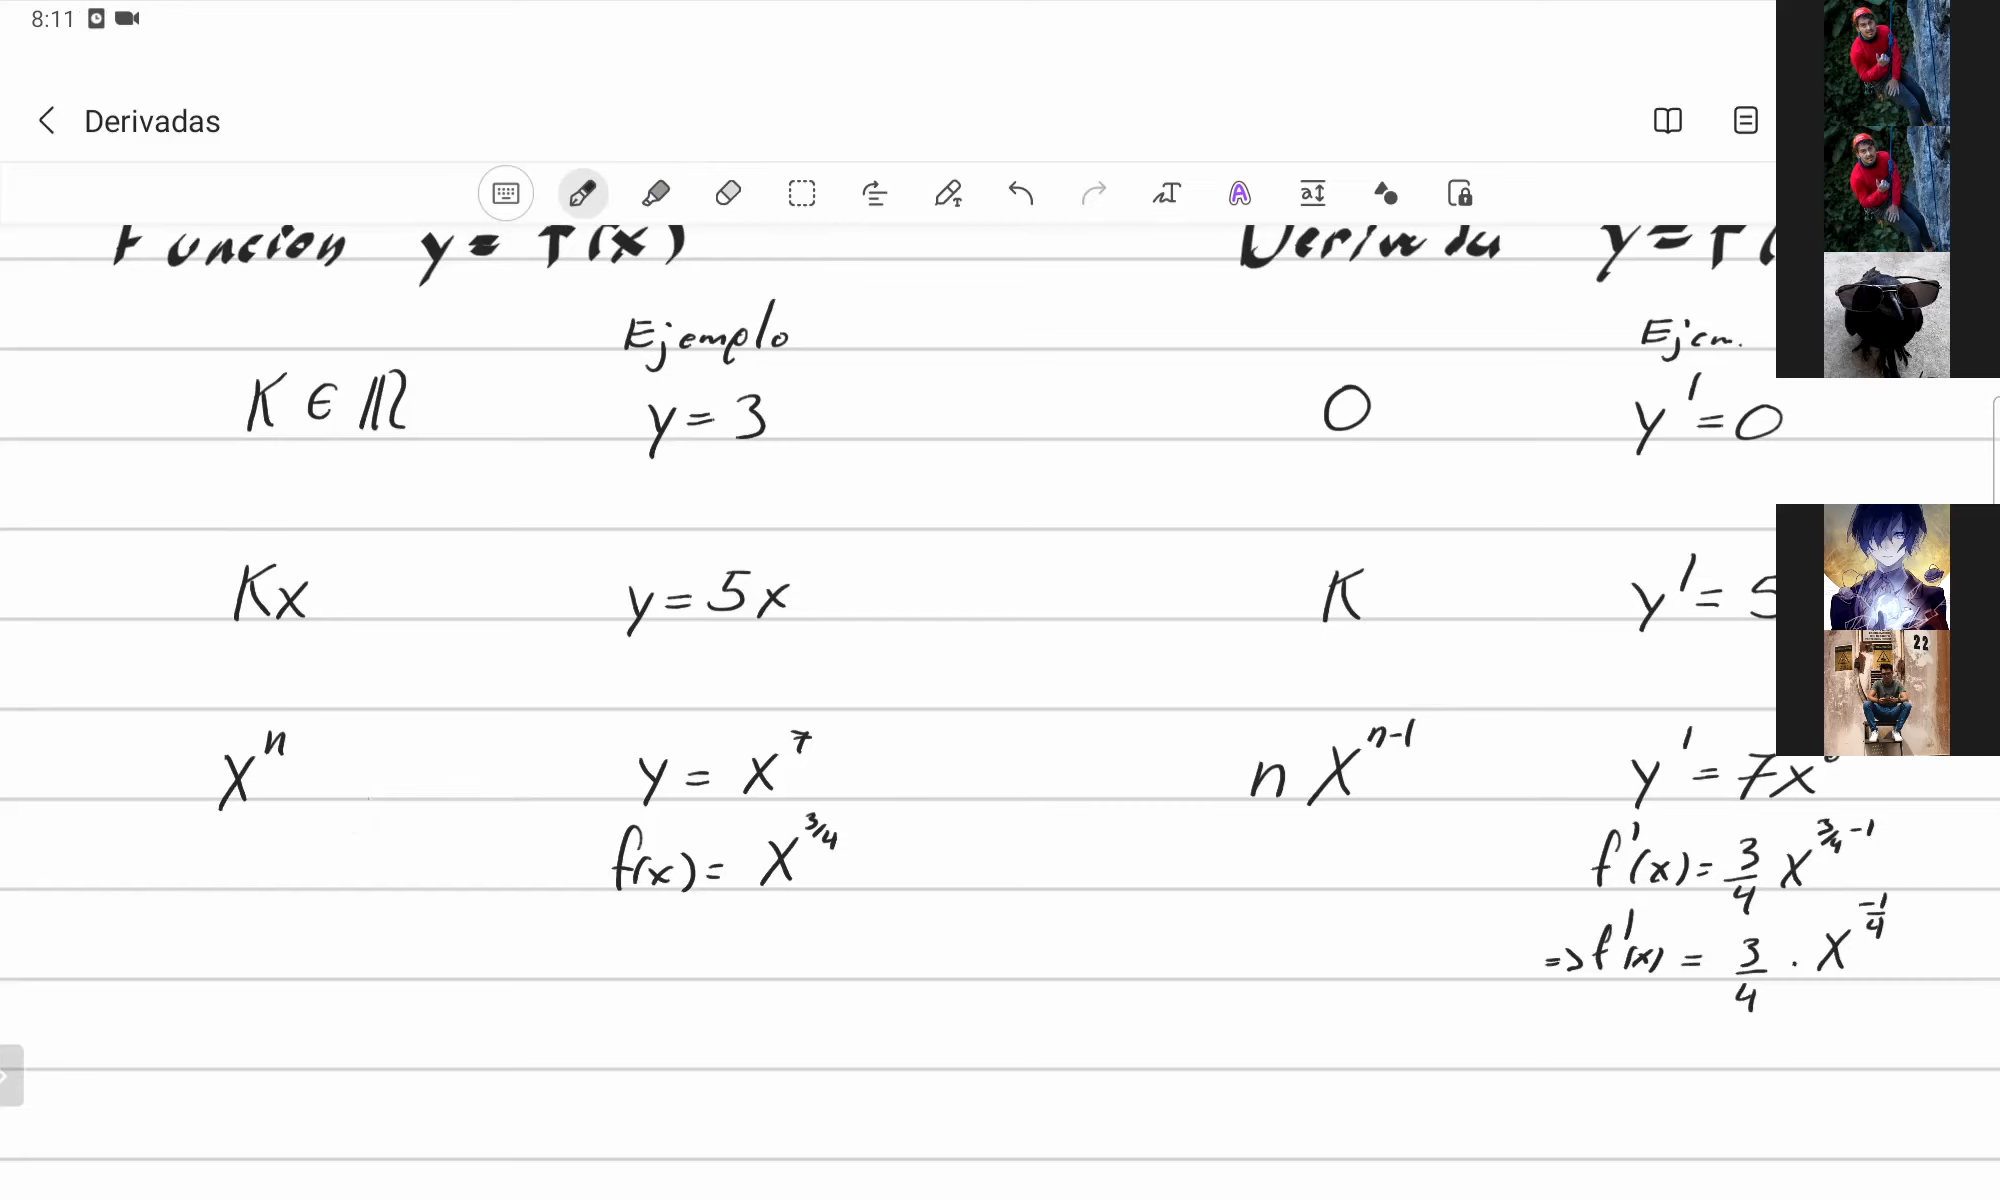 8:11
Derivadas
Función y = f(x) Derivada y = f(
Ejemplo Ejem.
K ∈ ℝ y = 3 0 y' = 0
Kx y = 5x K y' = 5
22
xⁿ y = x⁷ n xⁿ⁻¹ y' = 7x
f(x) = x^3/4 f'(x) = 3/4 x^3/4-1
=> f'(x) = 3/4 · x^-1/4